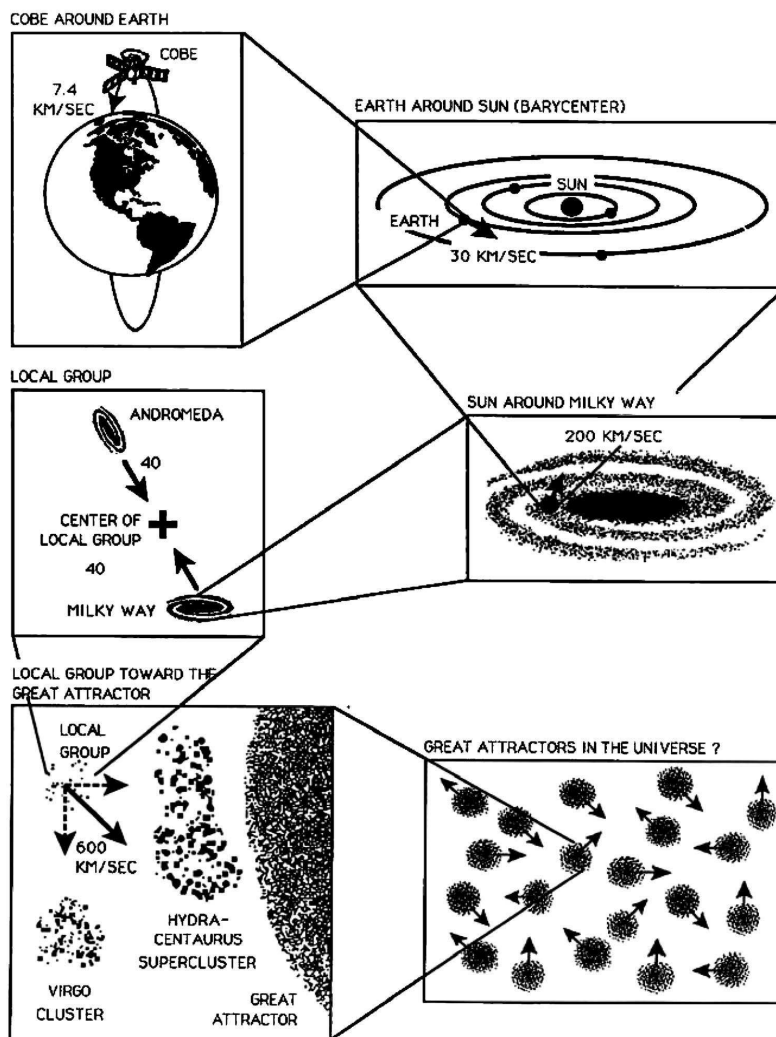 COBE AROUND EARTH
COBE
7.4
KM/SEC
EARTH AROUND SUN (BARYCENTER)
SUN
EARTH
30 KM/SEC
LOCAL GROUP
ANDROMEDA
40
CENTER OF
LOCAL GROUP
40
MILKY WAY
SUN AROUND MILKY WAY
200 KM/SEC
LOCAL GROUP TOWARD THE
GREAT ATTRACTOR
LOCAL
GROUP
600
KM/SEC
HYDRA-
CENTAURUS
SUPERCLUSTER
VIRGO
CLUSTER
GREAT
ATTRACTOR
GREAT ATTRACTORS IN THE UNIVERSE ?